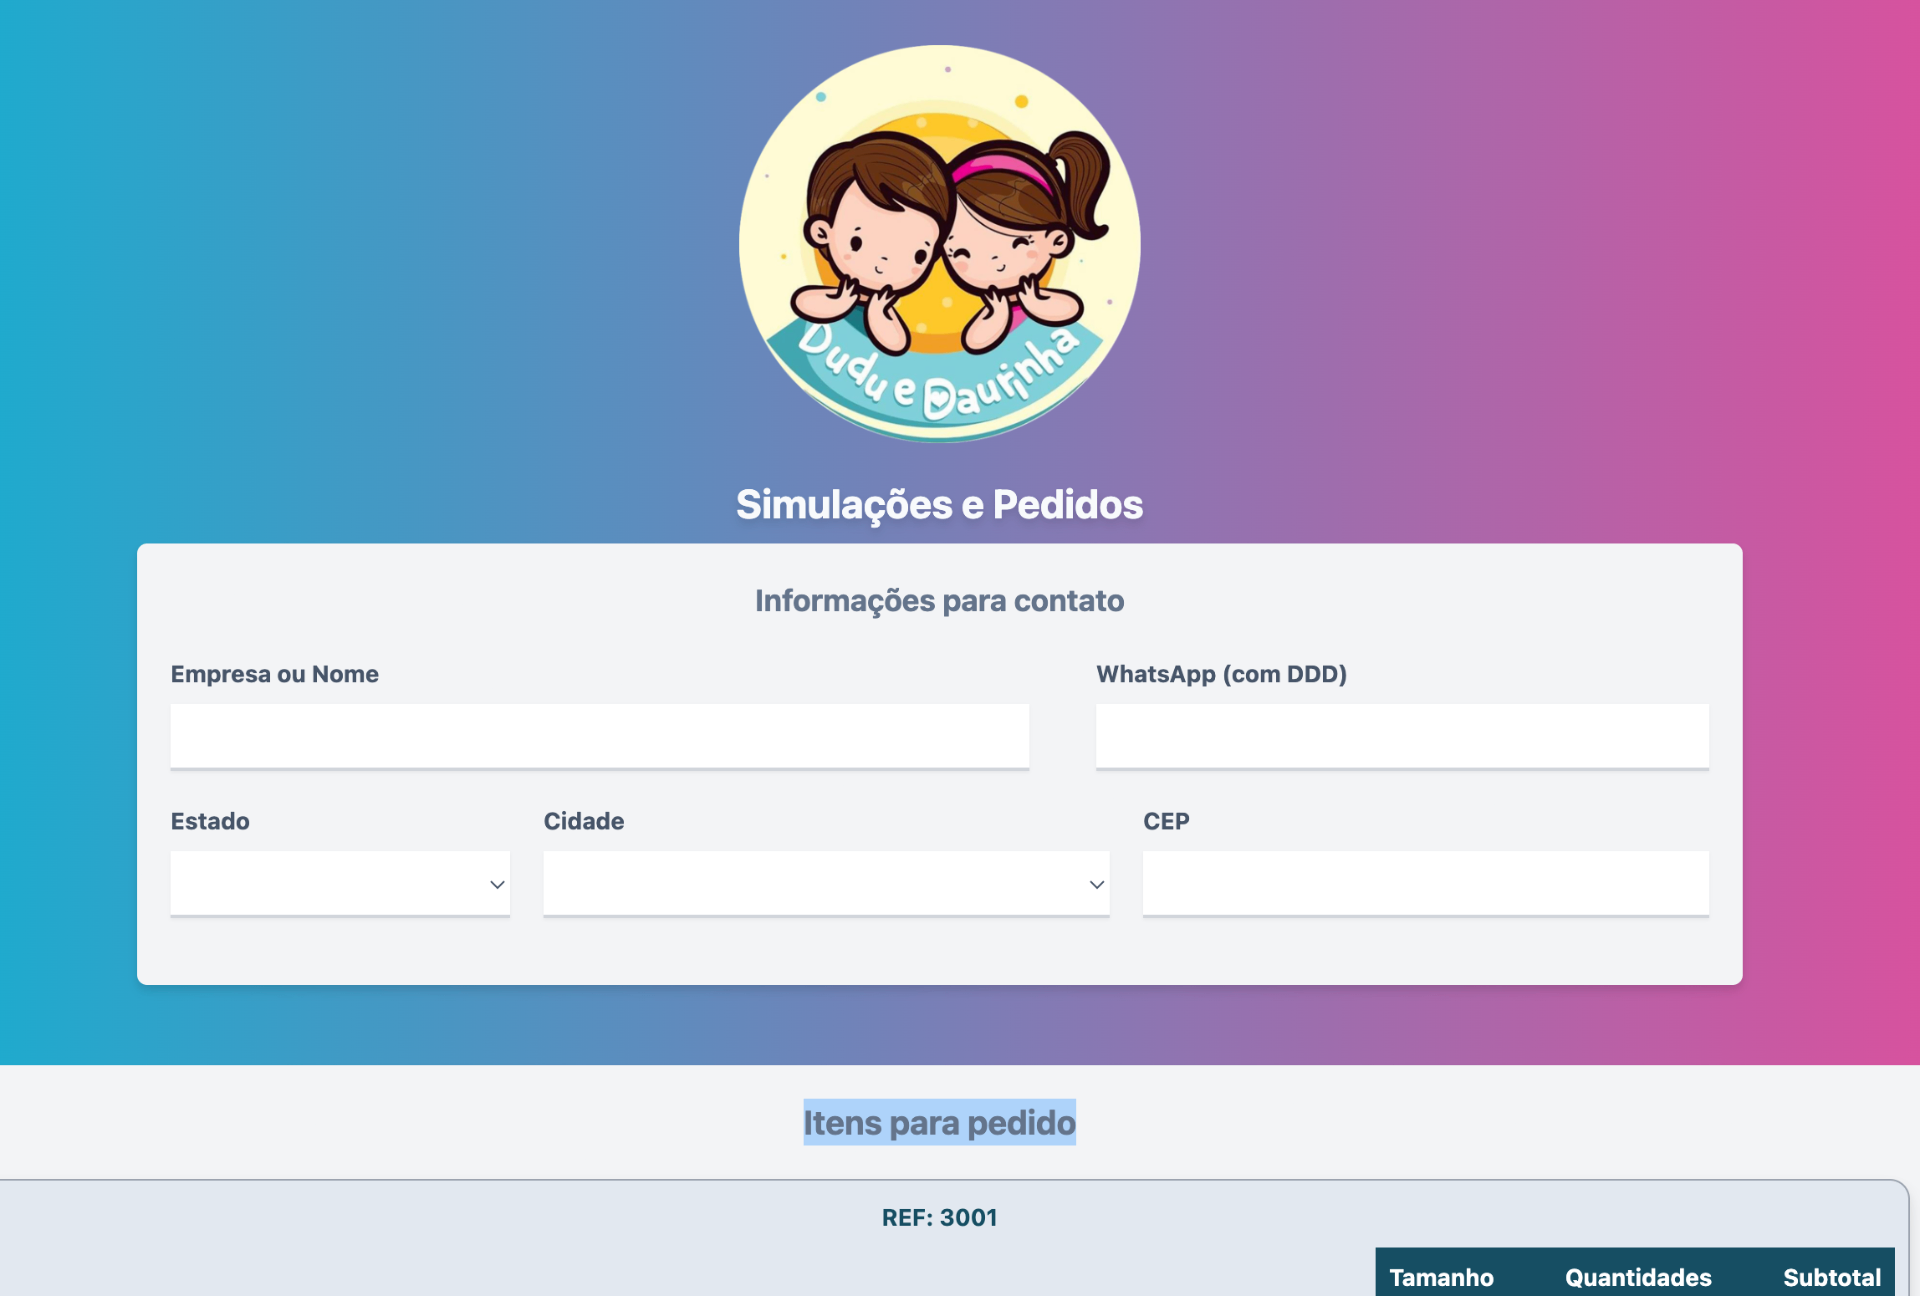 Dudu e Daurinha
Simulações e Pedidos
Informações para contato
Empresa ou Nome
WhatsApp (com DDD)
Estado
Cidade
CEP
Itens para pedido
REF: 3001
Tamanho
Quantidades
Subtotal